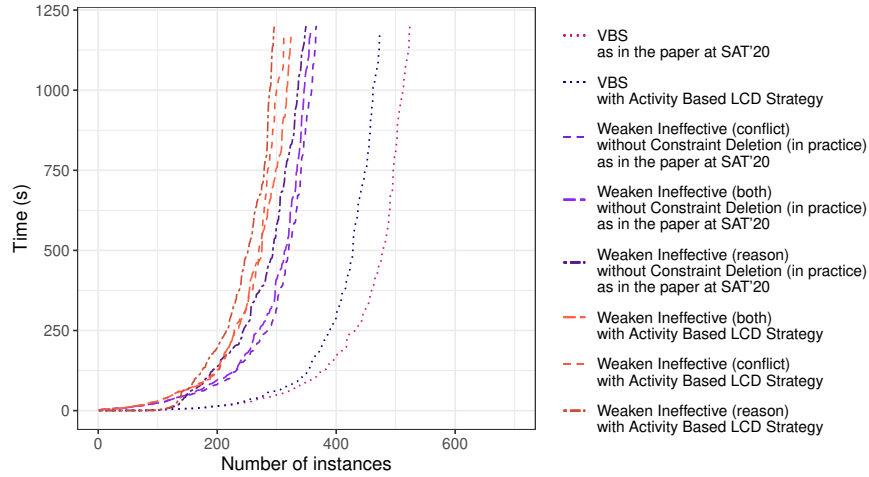 1250
1000
750
500
250
0
0
200
400
600
Time (s)
Number of instances
VBS
as in the paper at SAT'20
VBS
with Activity Based LCD Strategy
Weaken Ineffective (conflict)
without Constraint Deletion (in practice)
as in the paper at SAT'20
Weaken Ineffective (both)
without Constraint Deletion (in practice)
as in the paper at SAT'20
Weaken Ineffective (reason)
without Constraint Deletion (in practice)
as in the paper at SAT'20
Weaken Ineffective (both)
with Activity Based LCD Strategy
Weaken Ineffective (conflict)
with Activity Based LCD Strategy
Weaken Ineffective (reason)
with Activity Based LCD Strategy